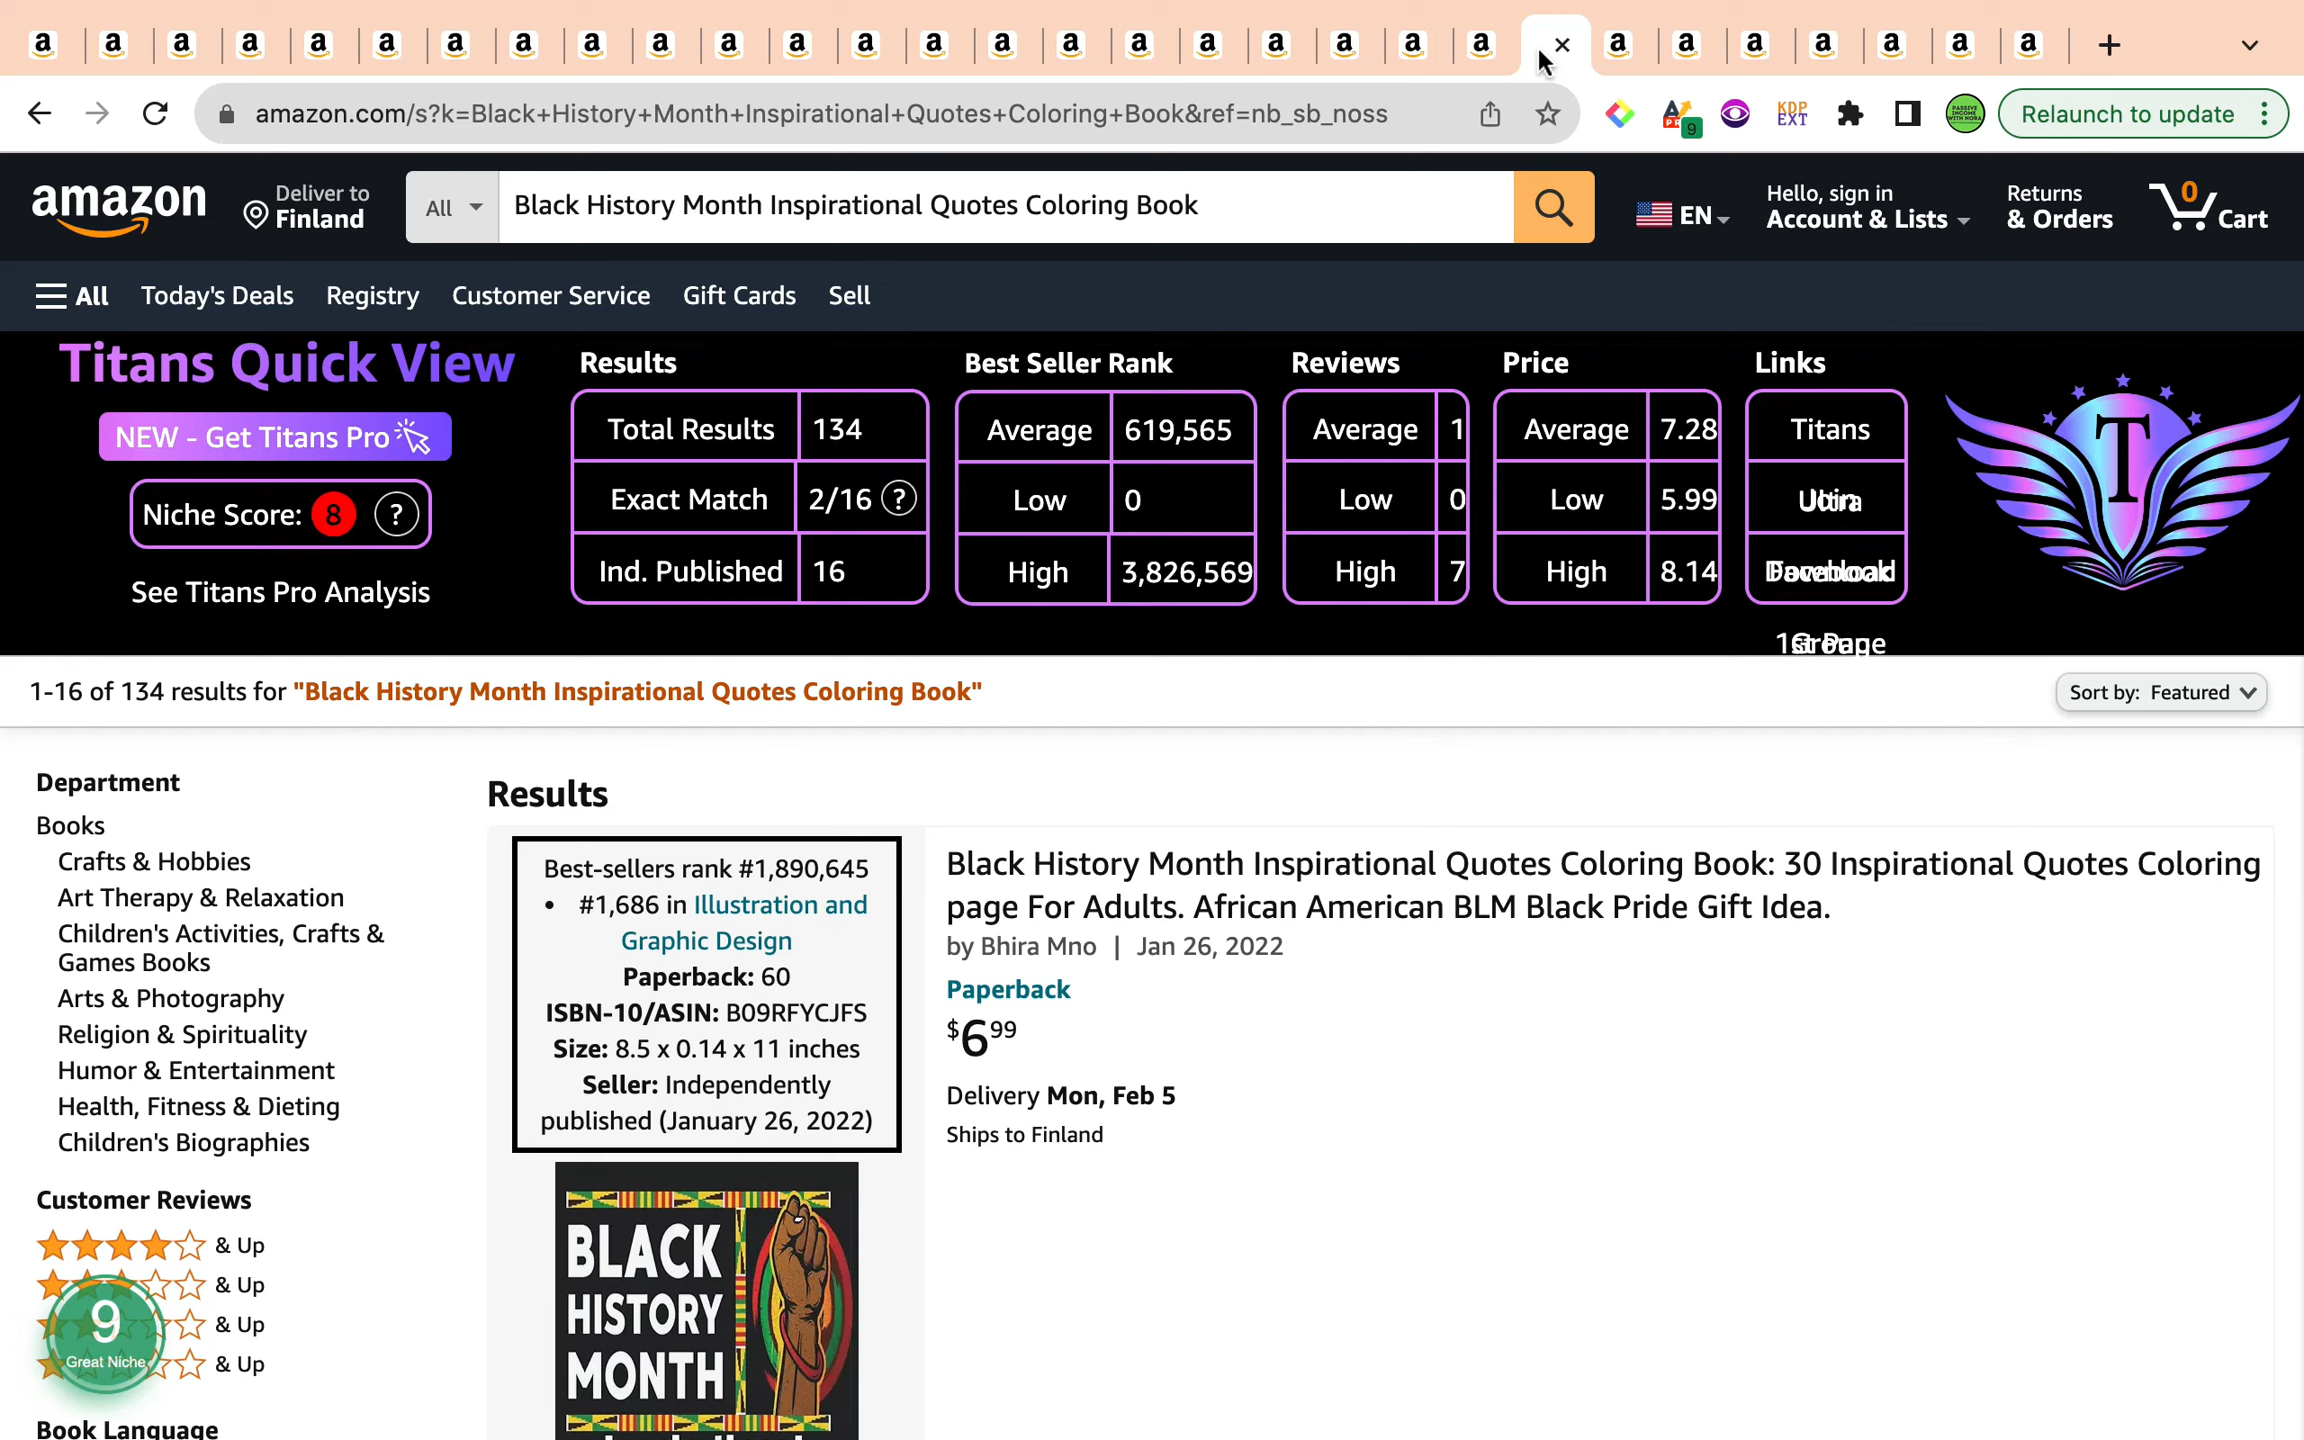 amazon.com/s?k=Black+History+Month+Inspirational+Quotes+Coloring+Book&ref=nb_sb_noss
9
KDP
EXT
Relaunch to update
amazon
Deliver to
Finland
All
Black History Month Inspirational Quotes Coloring Book
EN
Hello, sign in
Account & Lists
Returns
& Orders
0
Cart
All Today's Deals Registry Customer Service Gift Cards Sell
Titans Quick View
NEW - Get Titans Pro
Niche Score: 8 ?
See Titans Pro Analysis
Results
Total Results 134
Exact Match 2/16 ?
Ind. Published 16
Best Seller Rank
Average 619,565
Low 0
High 3,826,569
Reviews
Average 1
Low 0
High 7
Price
Average 7.28
Low 5.99
High 8.14
Links
Titans
T
1-16 of 134 results for "Black History Month Inspirational Quotes Coloring Book"
Sort by: Featured
Department
Books
Crafts & Hobbies
Art Therapy & Relaxation
Children's Activities, Crafts &
Games Books
Arts & Photography
Religion & Spirituality
Humor & Entertainment
Health, Fitness & Dieting
Children's Biographies
Customer Reviews
& Up
& Up
& Up
& Up
9
Great Niche
Book Language
Results
Best-sellers rank #1,890,645
• #1,686 in Illustration and
Graphic Design
Paperback: 60
ISBN-10/ASIN: B09RFYCJFS
Size: 8.5 x 0.14 x 11 inches
Seller: Independently
published (January 26, 2022)
BLACK
HISTORY
MONTH
Black History Month Inspirational Quotes Coloring Book: 30 Inspirational Quotes Coloring
page For Adults. African American BLM Black Pride Gift Idea.
by Bhira Mno | Jan 26, 2022
Paperback
$6 99
Delivery Mon, Feb 5
Ships to Finland